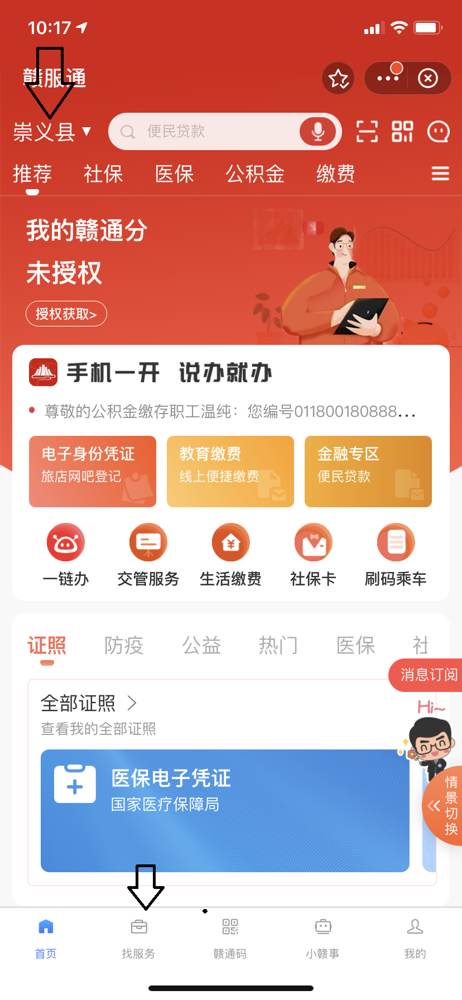 10:17
赣服通
崇义县
便民贷款
推荐 社保 医保 公积金 缴费
我的赣通分
未授权
授权获取>
手机一开 说办就办
尊敬的公积金缴存职工温纯：您编号011800180888...
电子身份凭证 教育缴费 金融专区
旅店网吧登记 线上便捷缴费 便民贷款
一链办 交管服务 生活缴费 社保卡 刷码乘车
证照 防疫 公益 热门 医保 社
消息订阅
全部证照
Hi~
查看我的全部证照
医保电子凭证
国家医疗保障局
情景切换
首页 找服务 赣通码 小赣事 我的